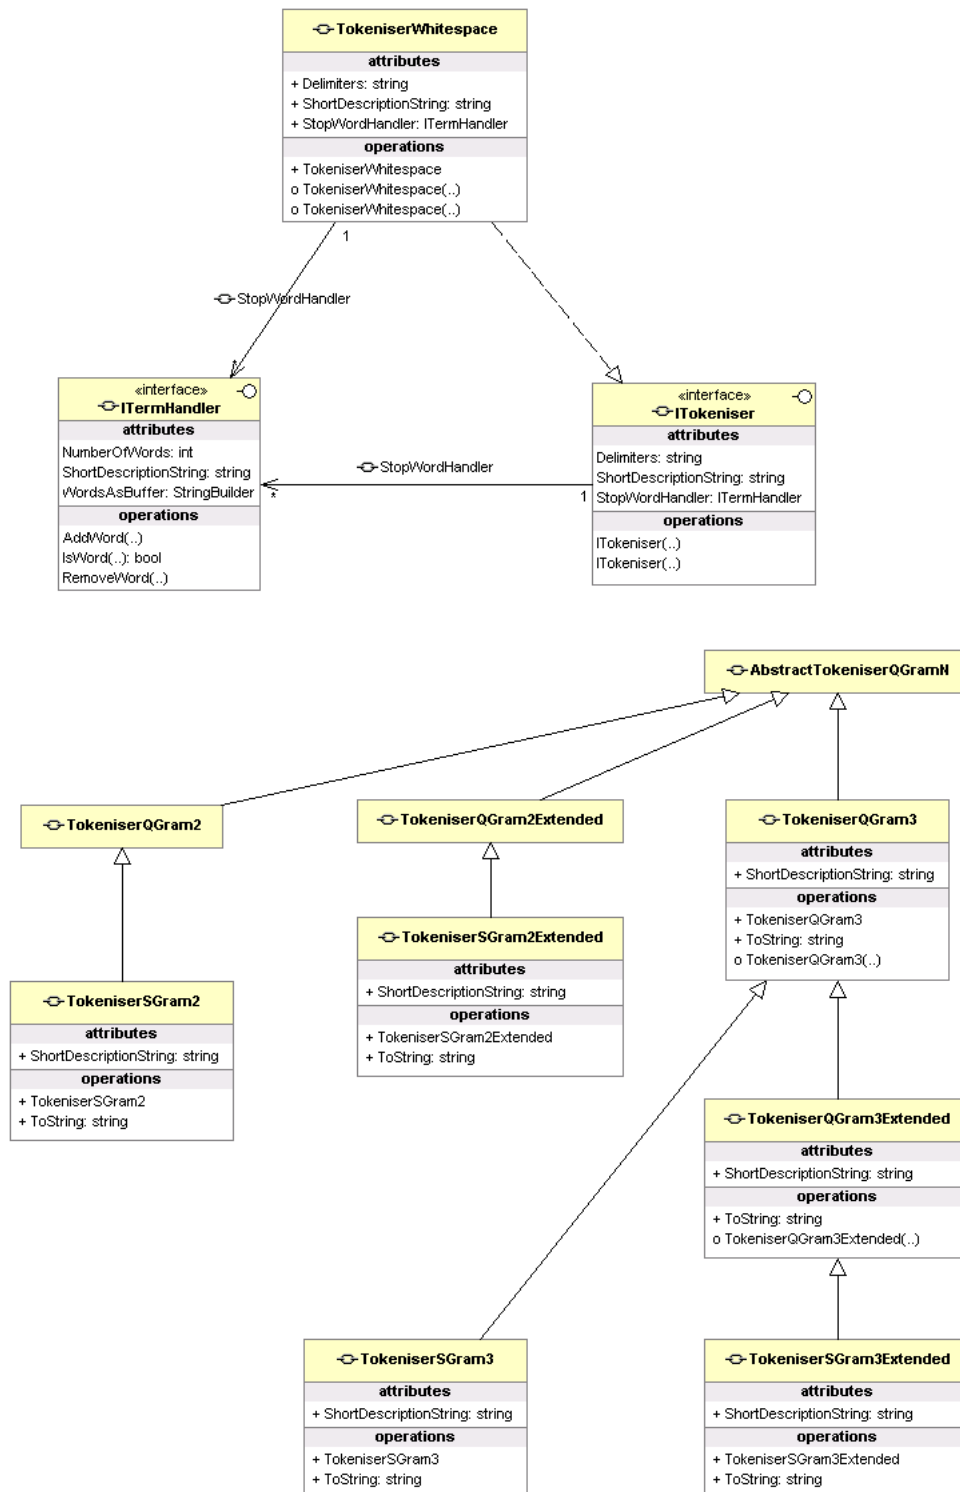 TokeniserWhitespace
attributes
+ Delimiters: string
+ ShortDescriptionString: string
+ StopWordHandler: ITermHandler
operations
+ TokeniserWhitespace
o TokeniserWhitespace(..)
o TokeniserWhitespace(..)
1
StopWordHandler
*
«interface»
ITermHandler
attributes
NumberOfWords: int
ShortDescriptionString: string
WordsAsBuffer: StringBuilder
operations
AddWord(..)
IsWord(..): bool
RemoveWord(..)
StopWordHandler
*
1
«interface»
ITokeniser
attributes
Delimiters: string
ShortDescriptionString: string
StopWordHandler: ITermHandler
operations
ITokeniser(..)
ITokeniser(..)
AbstractTokeniserQGramN
TokeniserQGram2
TokeniserQGram2Extended
TokeniserQGram3
attributes
+ ShortDescriptionString: string
operations
+ TokeniserQGram3
+ ToString: string
o TokeniserQGram3(..)
TokeniserSGram2Extended
attributes
+ ShortDescriptionString: string
operations
+ TokeniserSGram2Extended
+ ToString: string
TokeniserSGram2
attributes
+ ShortDescriptionString: string
operations
+ TokeniserSGram2
+ ToString: string
TokeniserQGram3Extended
attributes
+ ShortDescriptionString: string
operations
+ ToString: string
o TokeniserQGram3Extended(..)
TokeniserSGram3
attributes
+ ShortDescriptionString: string
operations
+ TokeniserSGram3
+ ToString: string
TokeniserSGram3Extended
attributes
+ ShortDescriptionString: string
operations
+ TokeniserSGram3Extended
+ ToString: string